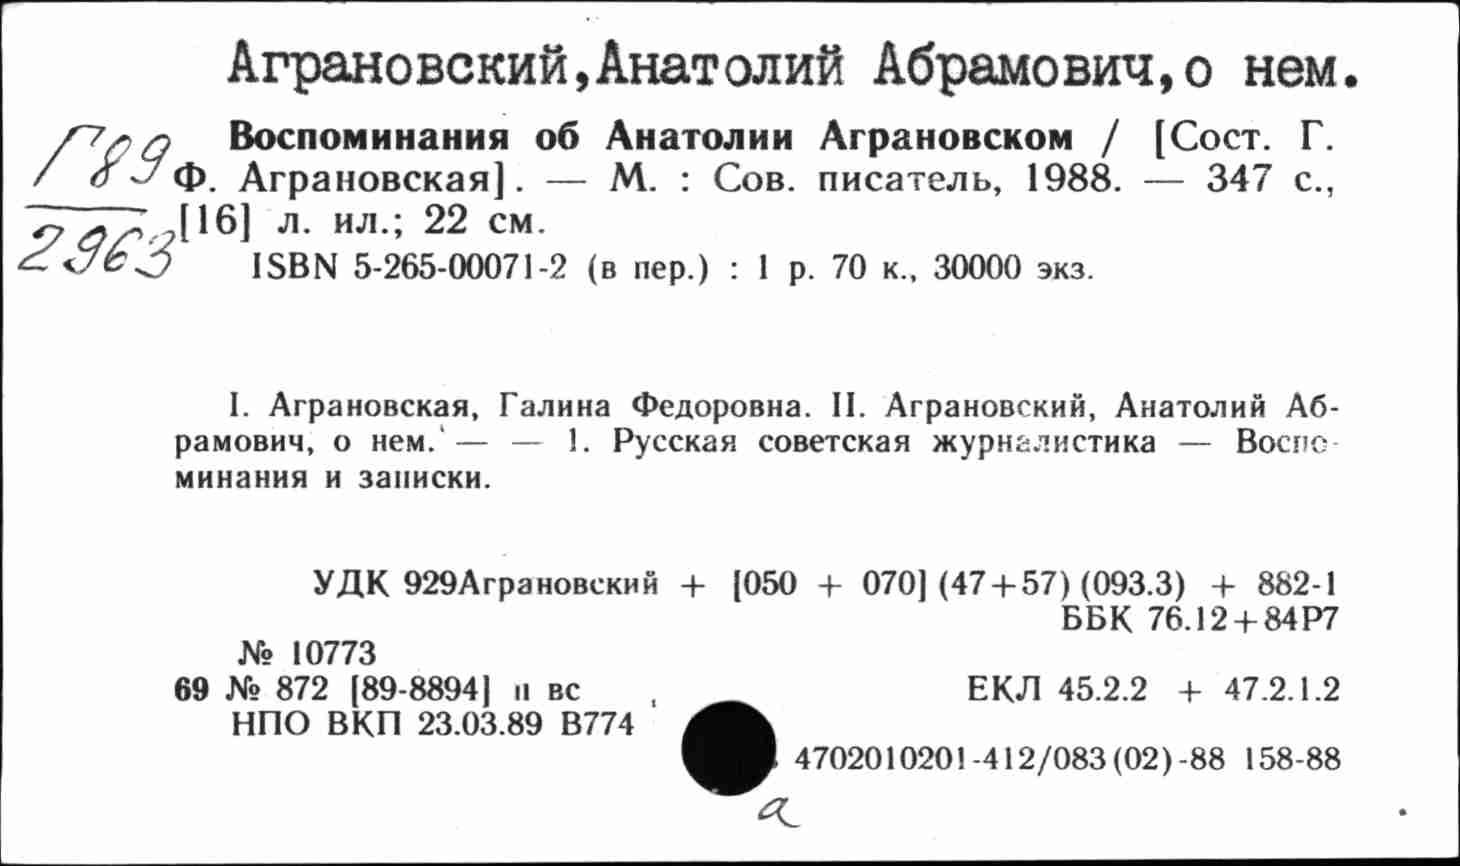 Аграновский,Анатолий Абрамович,о нем.
Г89
2963
Воспоминания об Анатолии Аграновском / [Сост. Г.
Ф. Аграновская]. — М. : Сов. писатель, 1988. — 347 с.,
[16] л. ил.; 22 см.
ISBN 5-265-00071-2 (в пер.) : 1 р. 70 к., 30000 экз.
I. Аграновская, Галина Федоровна. II. Аграновский, Анатолий Аб-
рамович, о нем. — — 1. Русская советская журналистика — Воспо-
минания и записки.
УДК 929Аграновский + [050 + 070] (47+57) (093.3) + 882-1
ББК 76.12+84Р7
№ 10773
69 № 872 [89-8894] п вс
ЕКЛ 45.2.2 + 47.2.1.2
НПО ВКП 23.03.89 В774
4702010201-412/083(02)-88 158-88
а